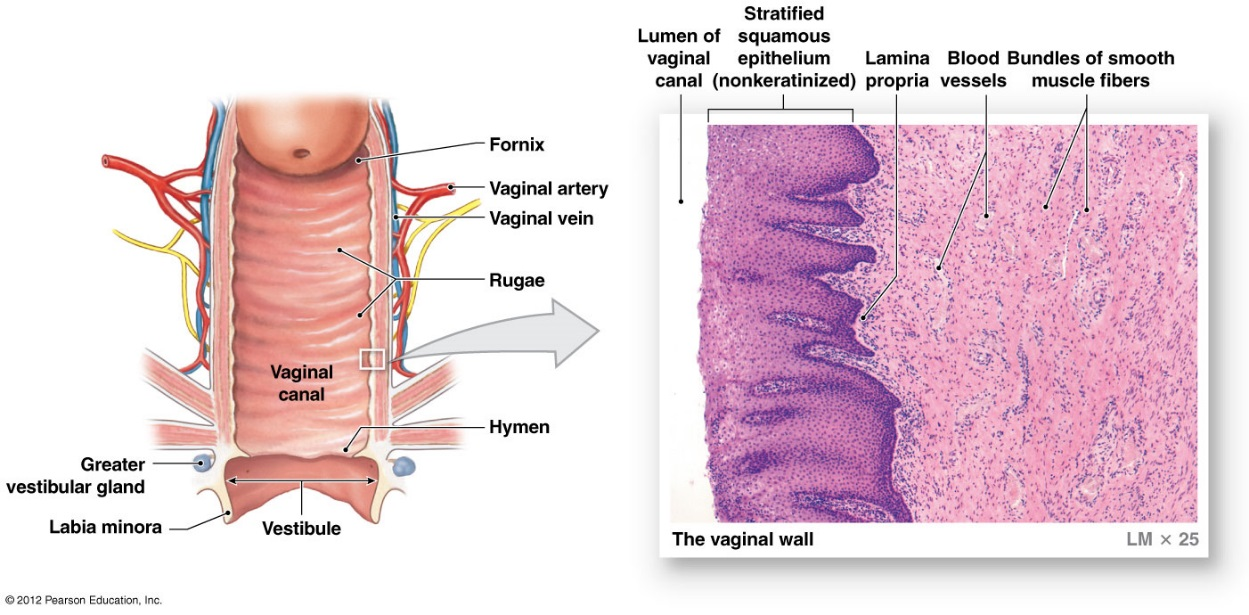 Fornix
Vaginal artery
Vaginal vein
Rugae
Vaginal
canal
Hymen
Greater
vestibular gland
Labia minora
Vestibule
Lumen of
vaginal
canal
Stratified
squamous
epithelium
(nonkeratinized)
Lamina
propria
Blood
vessels
Bundles of smooth
muscle fibers
The vaginal wall
LM × 25
© 2012 Pearson Education, Inc.